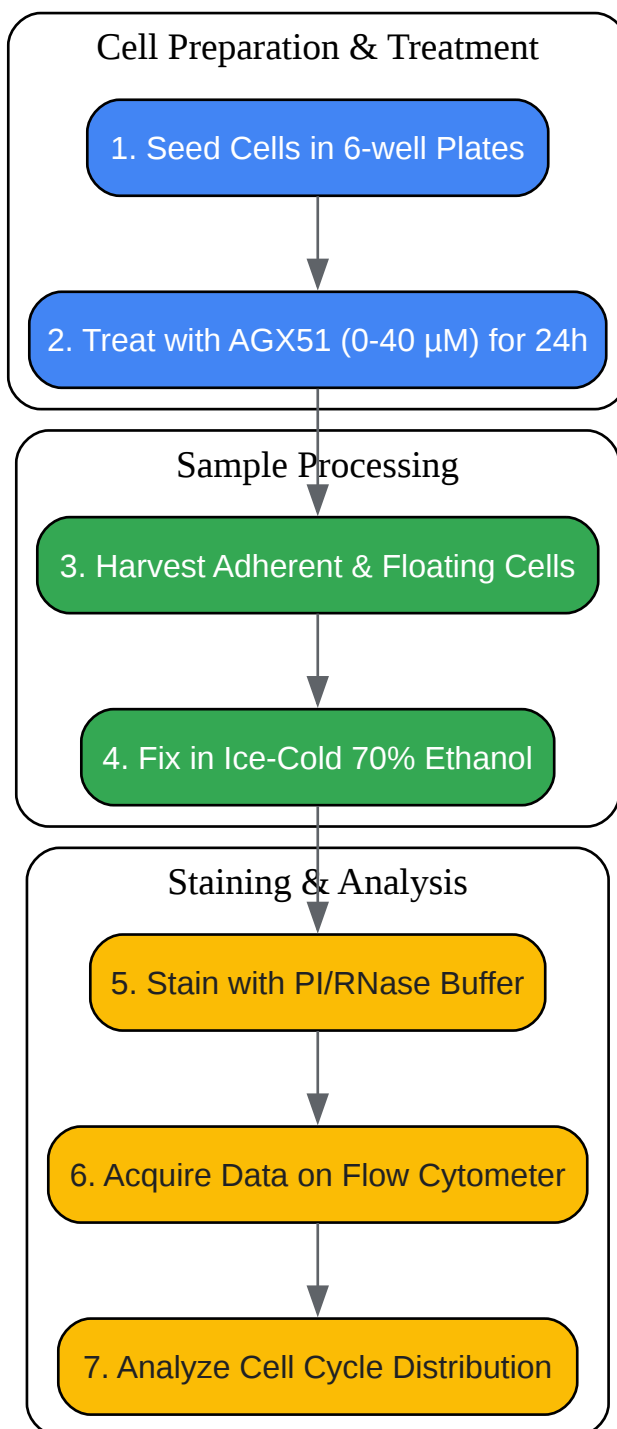 Cell Preparation & Treatment
1. Seed Cells in 6-well Plates
2. Treat with AGX51 (0-40 µM) for 24h
Sample Processing
3. Harvest Adherent & Floating Cells
4. Fix in Ice-Cold 70% Ethanol
Staining & Analysis
5. Stain with PI/RNase Buffer
6. Acquire Data on Flow Cytometer
7. Analyze Cell Cycle Distribution